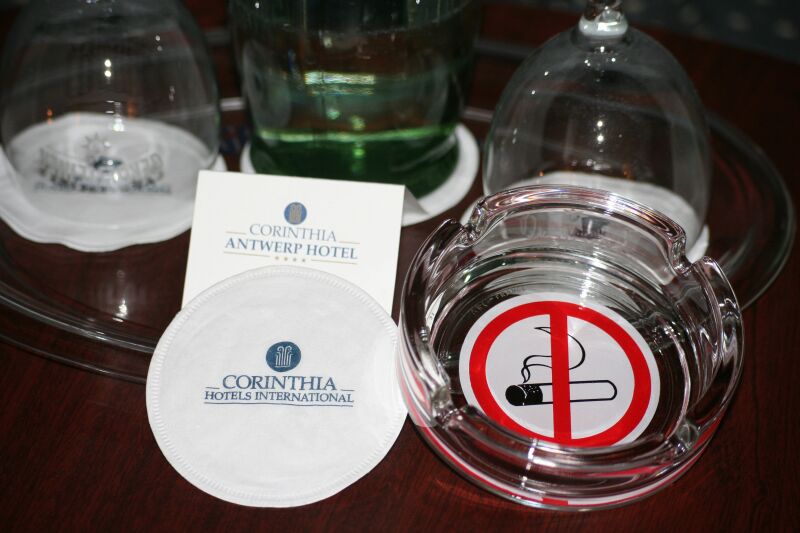 CORINTHIA
ANTWERP HOTEL
CORINTHIA
HOTELS INTERNATIONAL